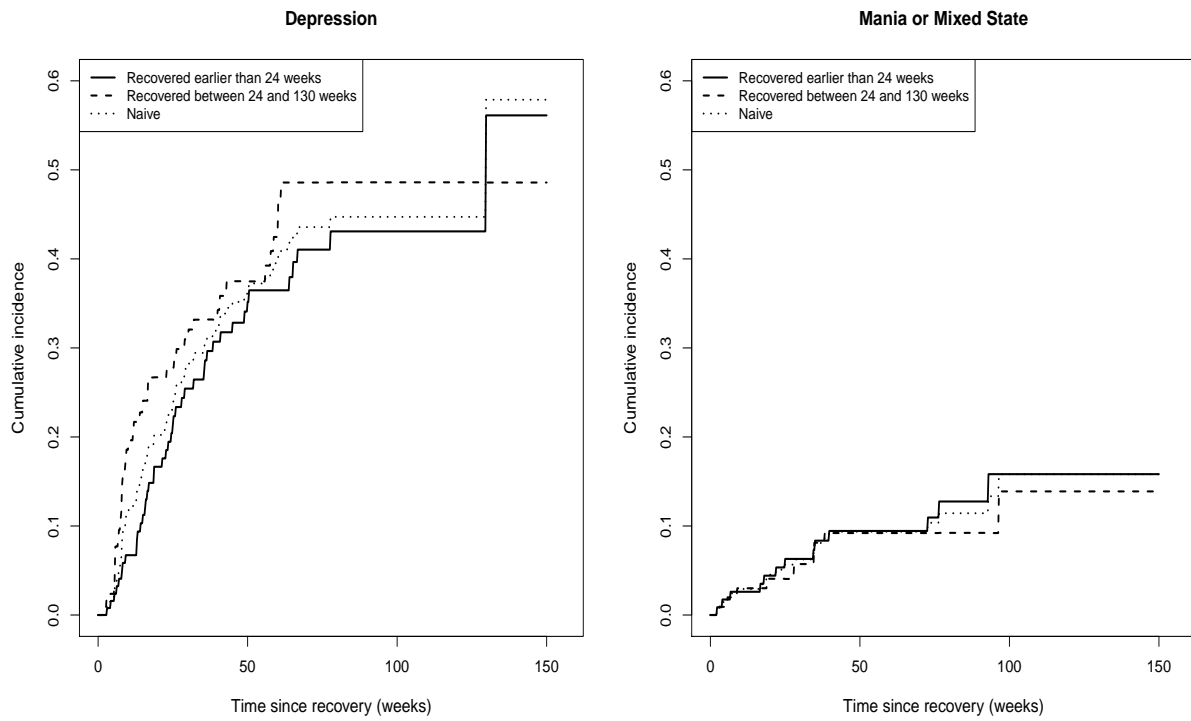 Depression
Recovered earlier than 24 weeks
Recovered between 24 and 130 weeks
Naive
0.6
0.5
0.4
0.3
0.2
0.1
0.0
Cumulative incidence
0
50
100
150
Time since recovery (weeks)
Mania or Mixed State
Recovered earlier than 24 weeks
Recovered between 24 and 130 weeks
Naive
0.6
0.5
0.4
0.3
0.2
0.1
0.0
Cumulative incidence
0
50
100
150
Time since recovery (weeks)